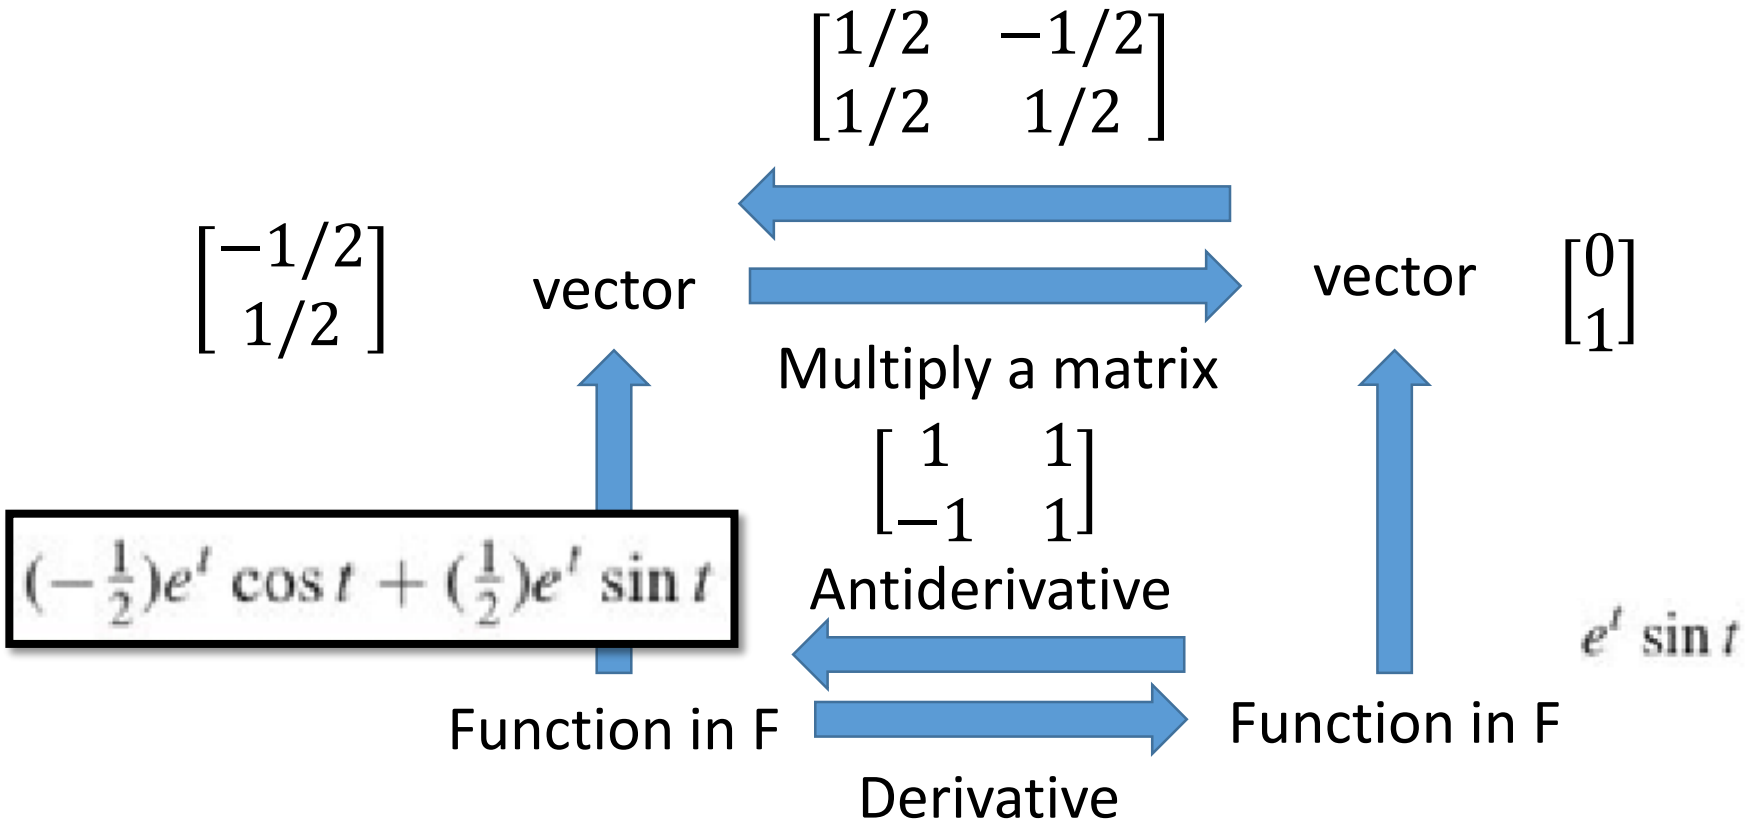 [1/2 −1/2]
[1/2 1/2]
[−1/2]
[1/2]
vector
vector
[0]
[1]
Multiply a matrix
[1 1]
[−1 1]
(−1/2)eᵗ cos t + (1/2)eᵗ sin t
Antiderivative
eᵗ sin t
Function in F
Function in F
Derivative